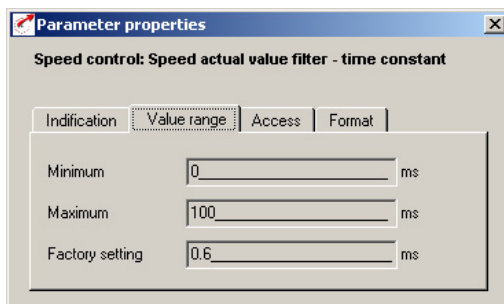 Parameter properties
Speed control: Speed actual value filter - time constant
Indification Value range Access Format
Minimum 0 ms
Maximum 100 ms
Factory setting 0.6 ms